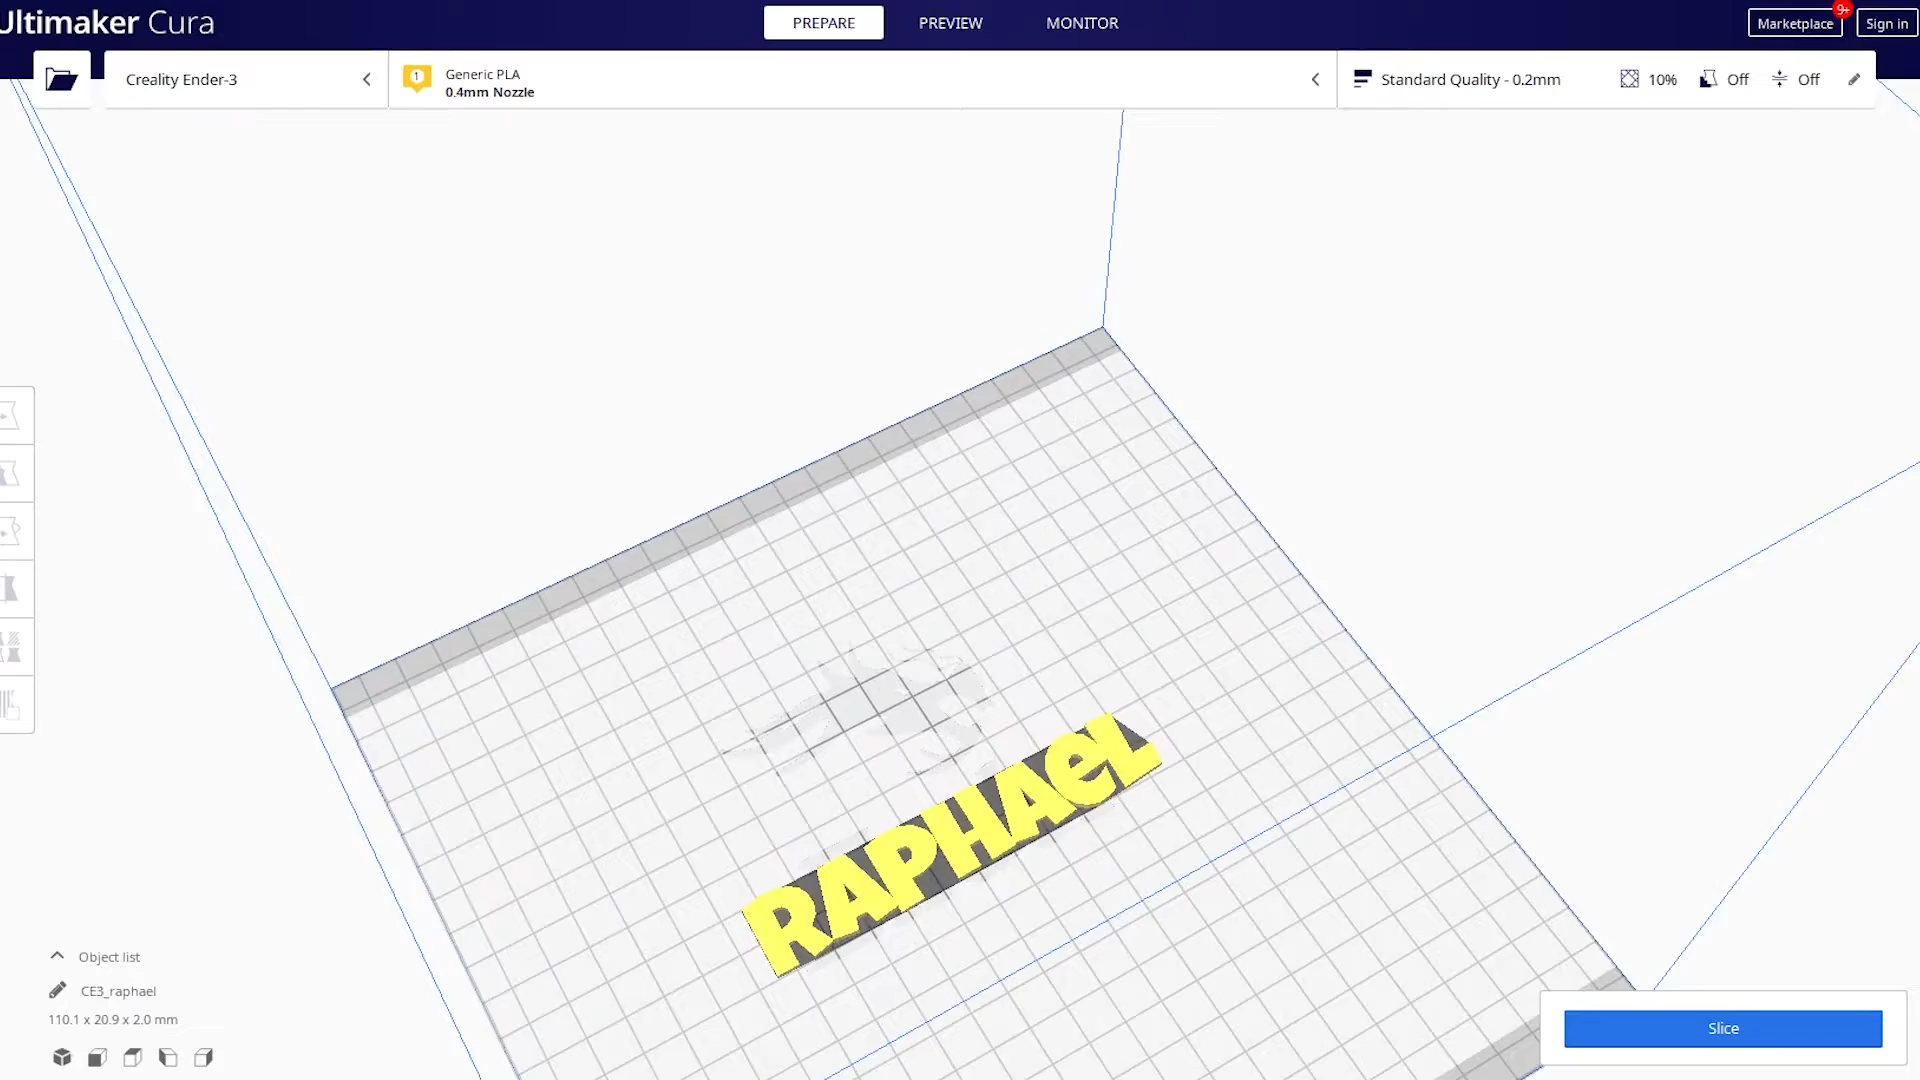 Ultimaker Cura
PREPARE
PREVIEW
MONITOR
Marketplace
9+
Sign in
Creality Ender-3
1
Generic PLA
0.4mm Nozzle
Standard Quality - 0.2mm
10%
Off
Off
RAPHAeL
Object list
CE3_raphael
110.1 x 20.9 x 2.0 mm
Slice